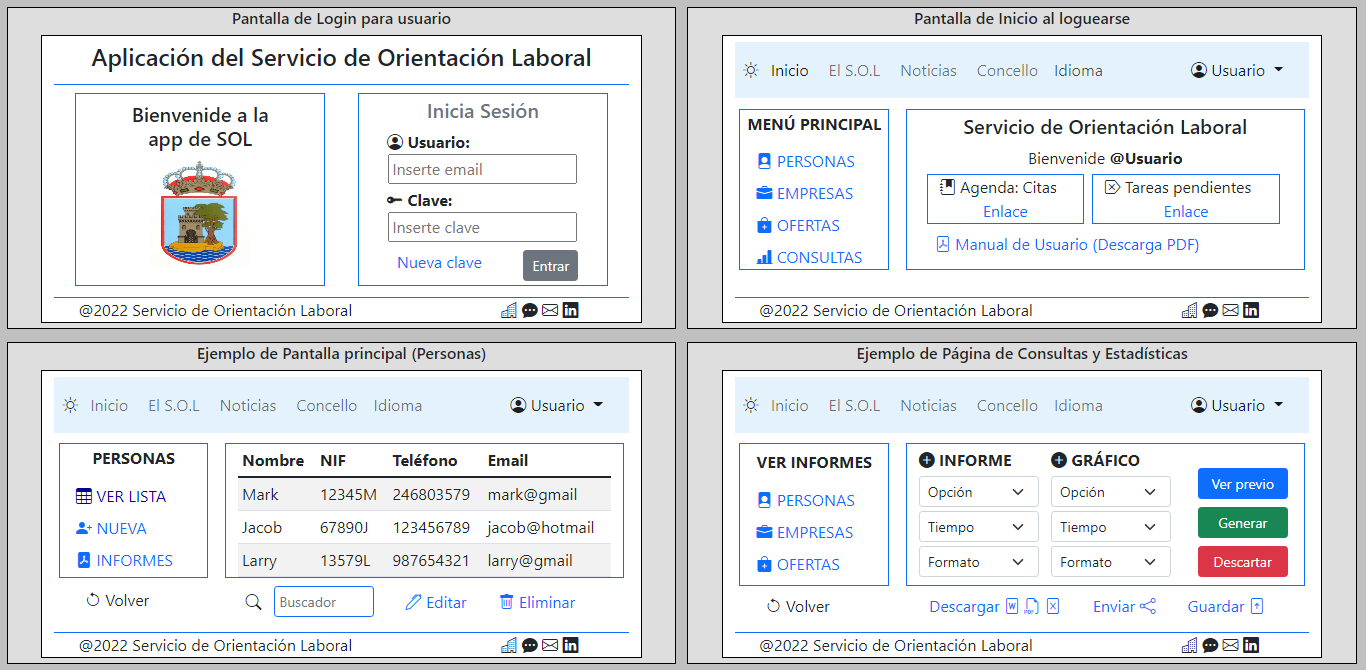 Pantalla de Login para usuario
Aplicación del Servicio de Orientación Laboral
Bienvenide a la
app de SOL
Inicia Sesión
Usuario:
Inserte email
Clave:
Inserte clave
Nueva clave
Entrar
@2022 Servicio de Orientación Laboral
Pantalla de Inicio al loguearse
Inicio El S.O.L Noticias Concello Idioma Usuario
MENÚ PRINCIPAL
PERSONAS
EMPRESAS
OFERTAS
CONSULTAS
Servicio de Orientación Laboral
Bienvenide @Usuario
Agenda: Citas
Enlace
Tareas pendientes
Enlace
Manual de Usuario (Descarga PDF)
@2022 Servicio de Orientación Laboral
Ejemplo de Pantalla principal (Personas)
Inicio El S.O.L Noticias Concello Idioma Usuario
PERSONAS
VER LISTA
NUEVA
INFORMES
Volver
Nombre NIF Teléfono Email
Mark 12345M 246803579 mark@gmail
Jacob 67890J 123456789 jacob@hotmail
Larry 13579L 987654321 larry@gmail
Buscador Editar Eliminar
@2022 Servicio de Orientación Laboral
Ejemplo de Página de Consultas y Estadísticas
Inicio El S.O.L Noticias Concello Idioma Usuario
VER INFORMES
PERSONAS
EMPRESAS
OFERTAS
Volver
INFORME
Opción
Tiempo
Formato
GRÁFICO
Opción
Tiempo
Formato
Ver previo
Generar
Descartar
Descargar Enviar Guardar
@2022 Servicio de Orientación Laboral